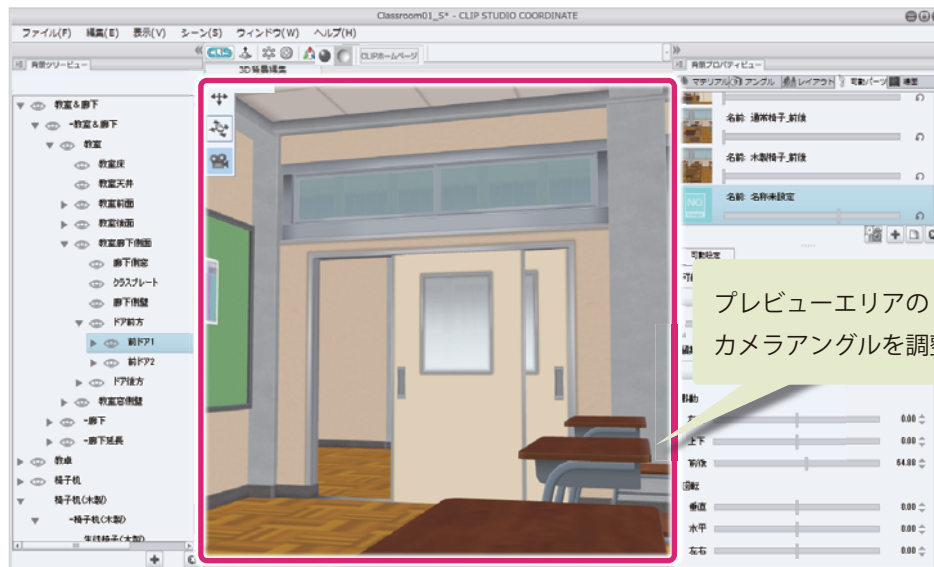 Classroom01_S* - CLIP STUDIO COORDINATE
ファイル(F) 編集(E) 表示(V) シーン(S) ウィンドウ(W) ヘルプ(H)
CLIP CLIPホームページ
背景ツリービュー
3D背景編集
背景プロパティビュー
マテリアル アングル レイアウト 可動パーツ
教室&廊下
-教室&廊下
教室
教室床
教室天井
教室前面
教室後面
教室廊下側面
廊下側窓
クラスプレート
廊下側壁
ドア前方
前ドア1
前ドア2
ドア後方
教室窓側壁
-廊下
-廊下延長
教卓
椅子机
椅子机(木製)
-椅子机(木製)
名前: 通常椅子_前後
名前: 木製椅子_前後
NO
名前: 名称未設定
可動設定
プレビューエリアの
カメラアングルを調整
移動
0.00
上下 0.00
前後 64.80
回転
垂直 0.00
水平 0.00
左右 0.00